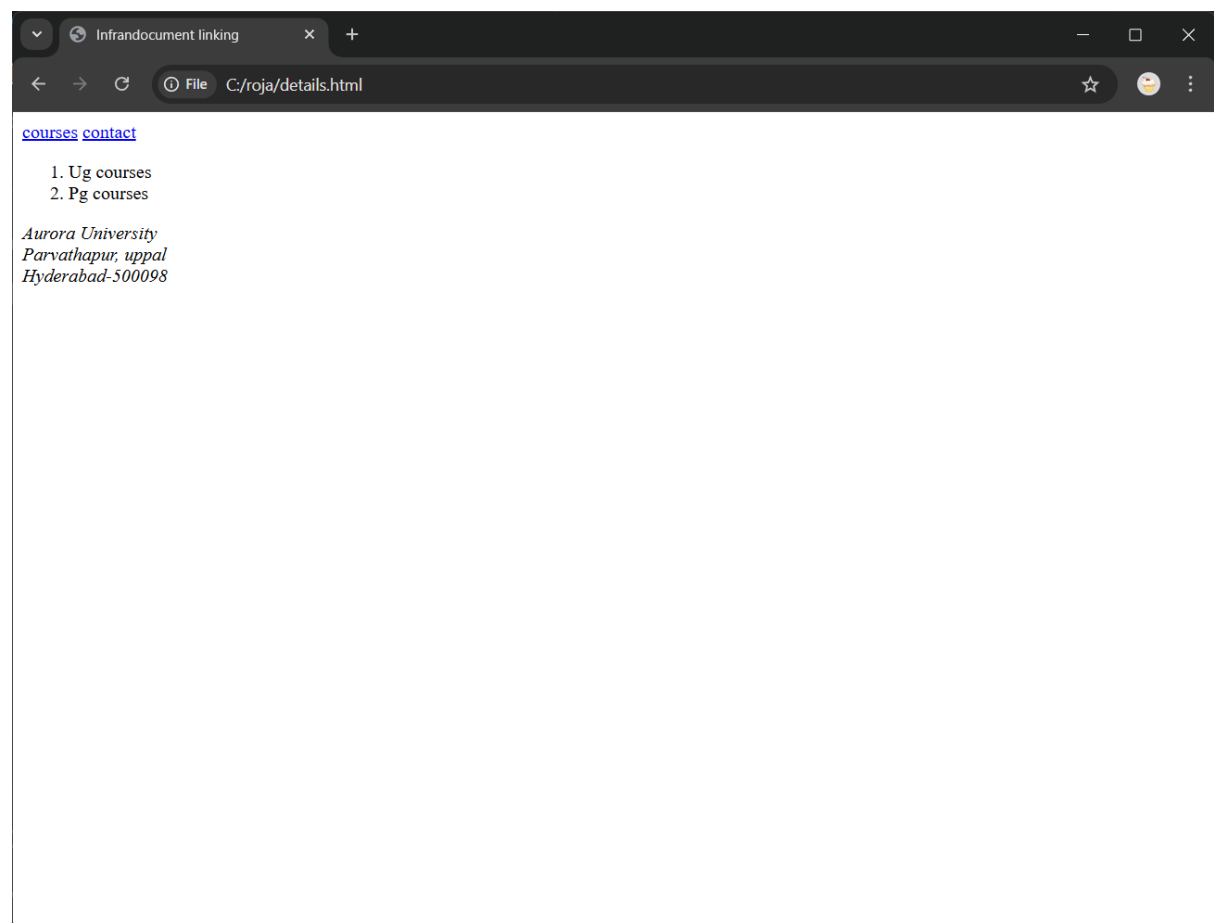 Infrandocument linking
File C:/roja/details.html
courses contact
1. Ug courses
2. Pg courses
Aurora University
Parvathapur, uppal
Hyderabad-500098